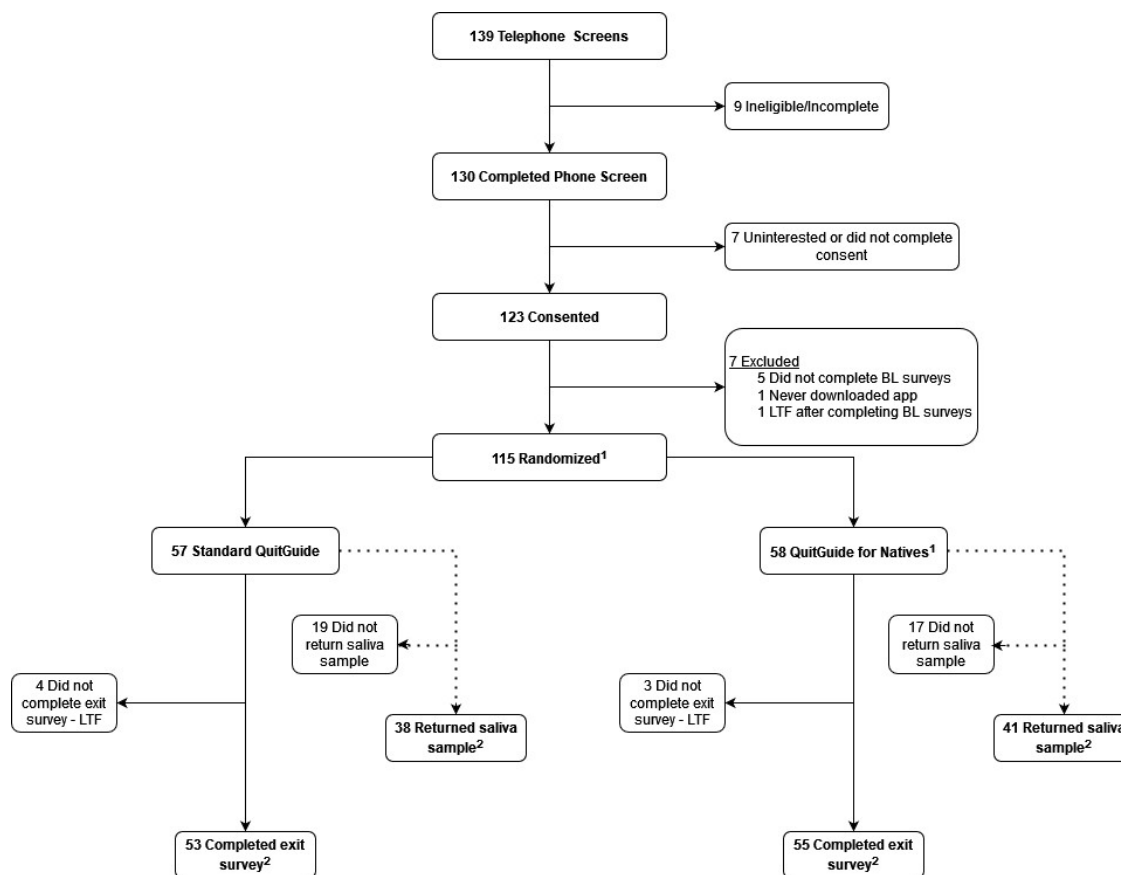 139 Telephone Screens
9 Ineligible/Incomplete
130 Completed Phone Screen
7 Uninterested or did not complete
consent
123 Consented
7 Excluded
5 Did not complete BL surveys
1 Never downloaded app
1 LTF after completing BL surveys
115 Randomized1
57 Standard QuitGuide
58 QuitGuide for Natives1
19 Did not
return saliva
sample
17 Did not
return saliva
sample
4 Did not
complete exit
survey - LTF
3 Did not
complete exit
survey - LTF
38 Returned saliva
sample2
41 Returned saliva
sample2
53 Completed exit
survey2
55 Completed exit
survey2